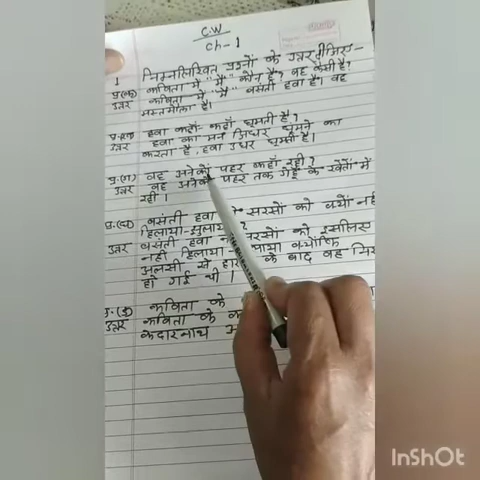 C.W
Ch-1
1 निम्नलिखित प्रश्नों के उत्तर दीजिए-
प्र.(क) कविता में "मैं" कौन है? वह कैसी है?
उत्तर कविता में "मैं" बसंती हवा है। वह
मस्तमौला है।
प्र.(ख) हवा कहाँ-कहाँ घूमती है?
उत्तर हवा का मन जिधर घूमने का
करता है, हवा उधर घूमती है।
प्र.(ग) वह अनेकों पहर कहाँ रही?
उत्तर वह अनेकों पहर तक गेहूँ के खेतों में
रही।
प्र.(घ) बसंती हवा सरसों को क्यों नहीं
हिलाया-झुलाया?
उत्तर बसंती हवा सरसों को इसलिए
नहीं हिलाया- पाया क्योंकि
अलसी से के बाद वह
हो गई थी।
प्र.(ङ) कविता के
उत्तर कविता के
केदारनाथ
InShOt